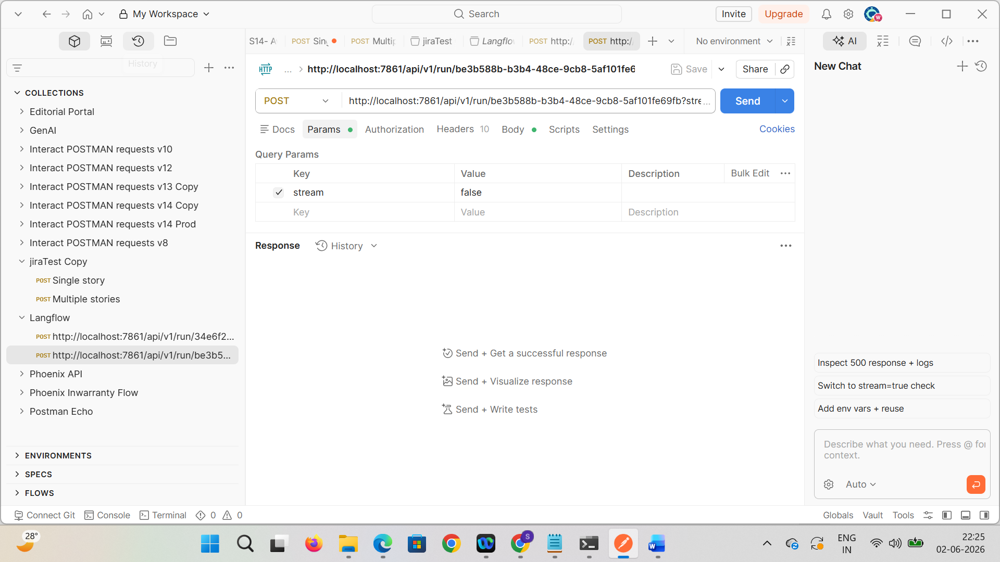 My Workspace
Search
Invite
Upgrade
W
S14- A
POST Sin
POST Multip
jiraTest
Langflo
POST http:/
POST http:/
No environment
AI
History
HTTP
... > http://localhost:7861/api/v1/run/be3b588b-b3b4-48ce-9cb8-5af101fe6
Save
Share
New Chat
COLLECTIONS
Editorial Portal
GenAI
Interact POSTMAN requests v10
Interact POSTMAN requests v12
Interact POSTMAN requests v13 Copy
Interact POSTMAN requests v14 Copy
Interact POSTMAN requests v14 Prod
Interact POSTMAN requests v8
jiraTest Copy
POST Single story
POST Multiple stories
Langflow
POST http://localhost:7861/api/v1/run/34e6f2...
POST http://localhost:7861/api/v1/run/be3b5...
Phoenix API
Phoenix Inwarranty Flow
Postman Echo
ENVIRONMENTS
SPECS
FLOWS
POST
http://localhost:7861/api/v1/run/be3b588b-b3b4-48ce-9cb8-5af101fe69fb?stre...
Send
Docs
Params
Authorization
Headers 10
Body
Scripts
Settings
Cookies
Query Params
Key
Value
Description
Bulk Edit
stream
false
Key
Value
Description
Response
History
Send + Get a successful response
Send + Visualize response
Send + Write tests
Inspect 500 response + logs
Switch to stream=true check
Add env vars + reuse
Describe what you need. Press @ for
context.
Auto
Connect Git
Console
Terminal
0
0
Globals
Vault
Tools
28°
S
W
ENG
IN
22:25
02-06-2026